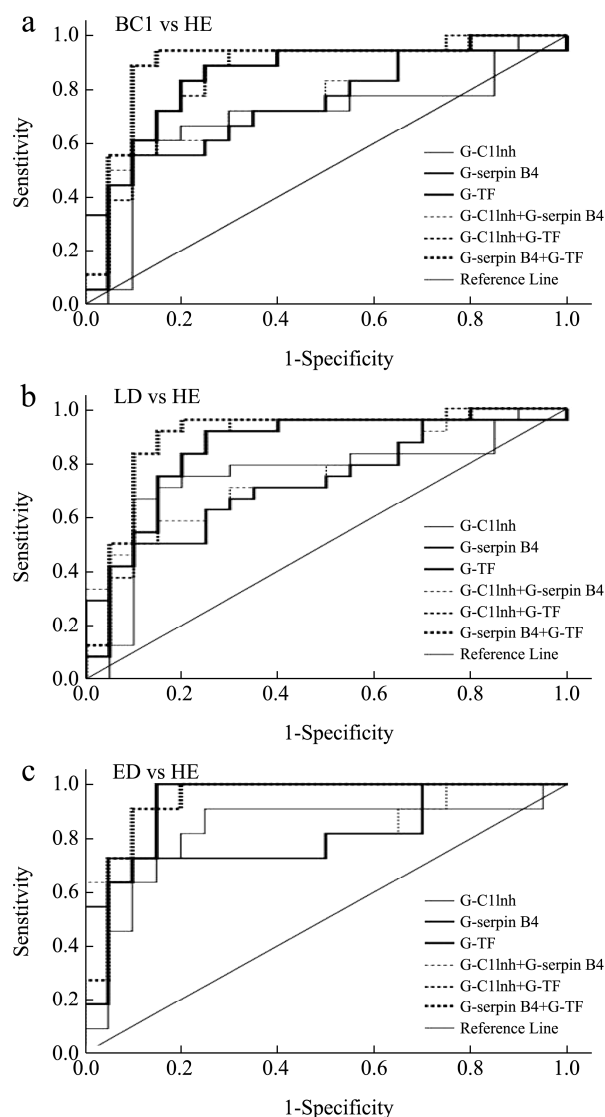 a BC1 vs HE
Senstitvity
1.0
0.8
0.6
0.4
0.2
0.0
G-C1lnh
G-serpin B4
G-TF
G-C1lnh+G-serpin B4
G-C1lnh+G-TF
G-serpin B4+G-TF
Reference Line
0.0 0.2 0.4 0.6 0.8 1.0
1-Specificity
b LD vs HE
Senstitvity
1.0
0.8
0.6
0.4
0.2
0.0
G-C1lnh
G-serpin B4
G-TF
G-C1lnh+G-serpin B4
G-C1lnh+G-TF
G-serpin B4+G-TF
Reference Line
0.0 0.2 0.4 0.6 0.8 1.0
1-Specificity
c ED vs HE
Senstitvity
1.0
0.8
0.6
0.4
0.2
0.0
G-C1lnh
G-serpin B4
G-TF
G-C1lnh+G-serpin B4
G-C1lnh+G-TF
G-serpin B4+G-TF
Reference Line
0.0 0.2 0.4 0.6 0.8 1.0
1-Specificity